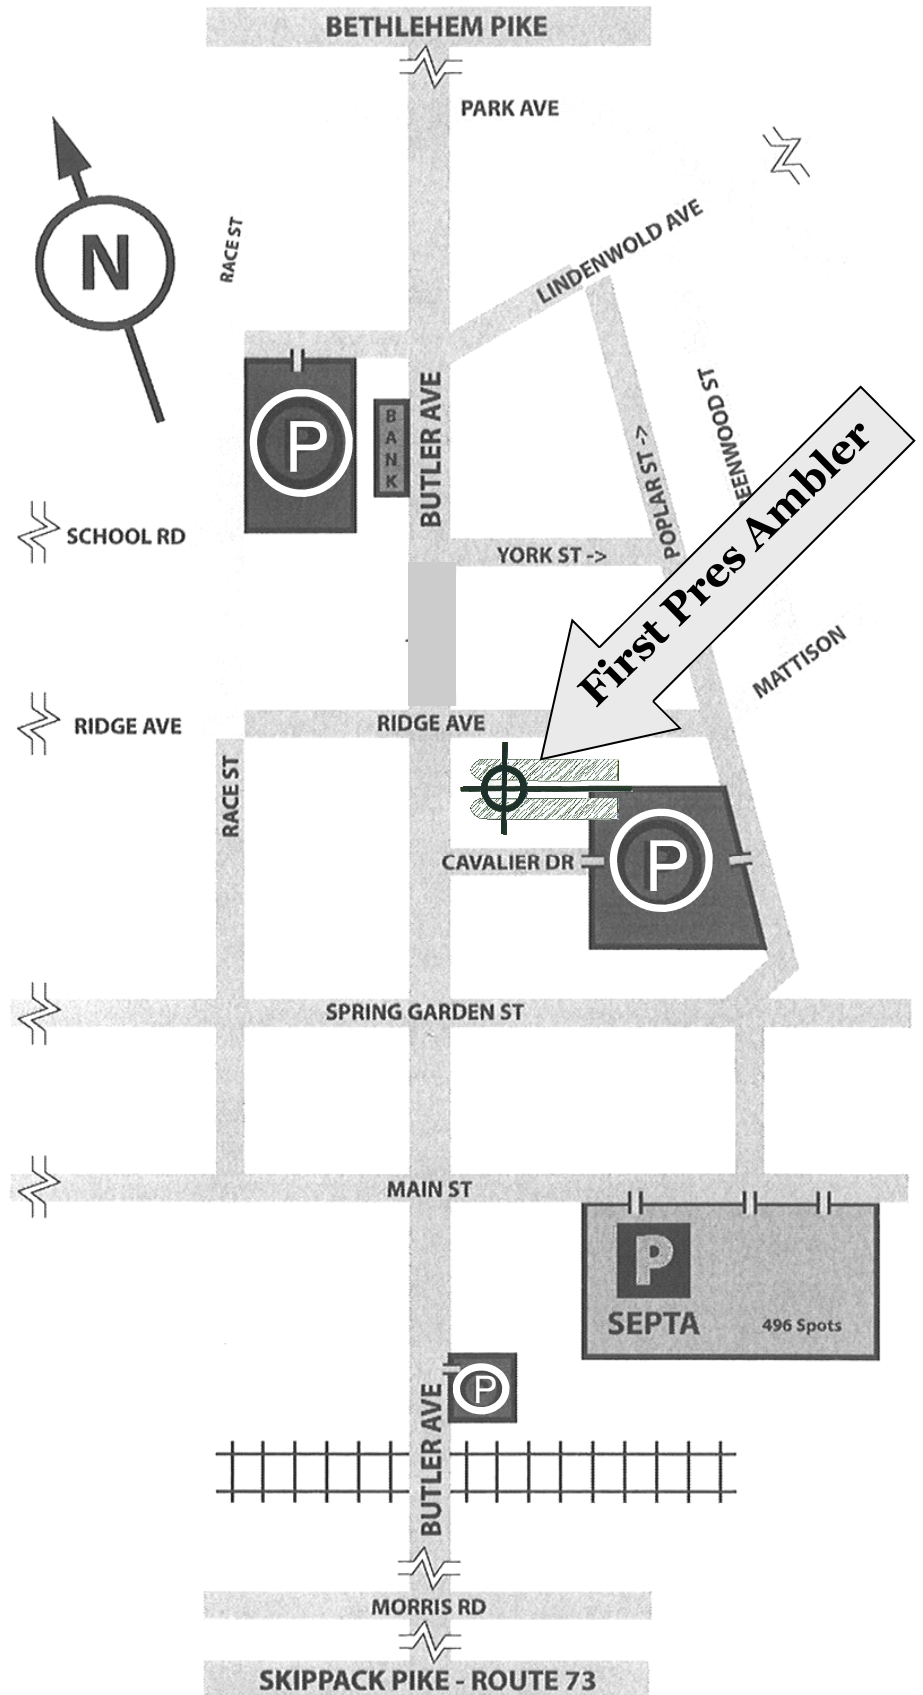 BETHLEHEM PIKE
PARK AVE
N
RACE ST
LINDENWOLD AVE
BANK
P
BUTLER AVE
POPLAR ST ->
EENWOOD ST
First Pres Ambler
SCHOOL RD
YORK ST ->
MATTISON
RIDGE AVE
RIDGE AVE
RACE ST
CAVALIER DR
P
SPRING GARDEN ST
MAIN ST
P
SEPTA
496 Spots
P
BUTLER AVE
MORRIS RD
SKIPPACK PIKE - ROUTE 73